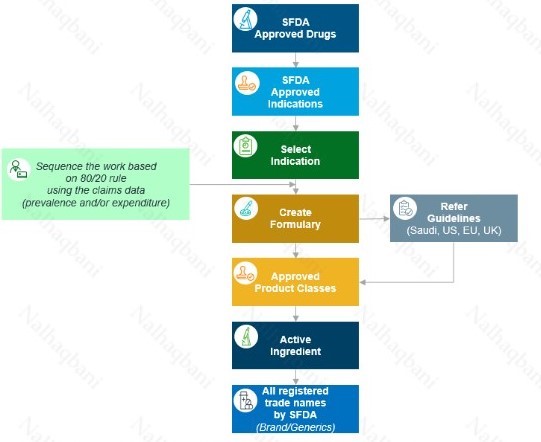 SFDA
Approved Drugs
SFDA
Approved
Indications
Select
Indication
Sequence the work based
on 80/20 rule
using the claims data
(prevalence and/or expenditure)
Create
Formulary
Refer
Guidelines
(Saudi, US, EU, UK)
Approved
Product Classes
Active
Ingredient
All registered
trade names
by SFDA
(Brand/Generics)
Nalhaqbani